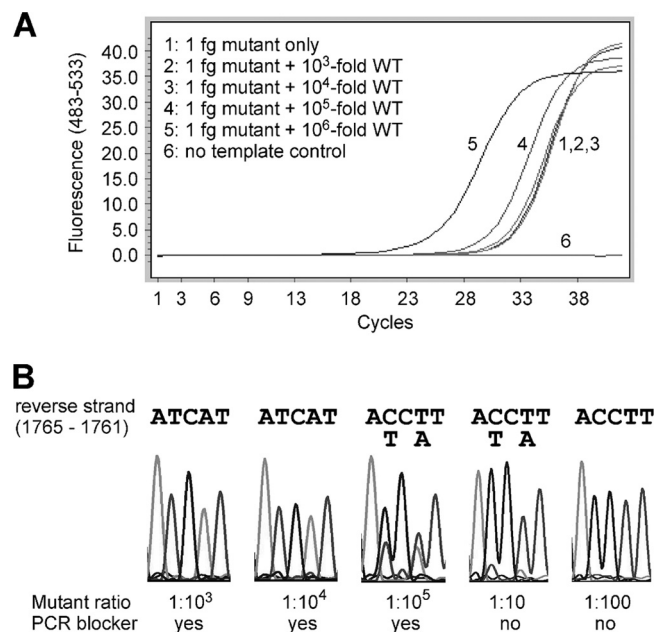 A
Fluorescence (483-533)
40.0
35.0
30.0
25.0
20.0
15.0
10.0
5.0
0.0
1: 1 fg mutant only
2: 1 fg mutant + 10³-fold WT
3: 1 fg mutant + 10⁴-fold WT
4: 1 fg mutant + 10⁵-fold WT
5: 1 fg mutant + 10⁶-fold WT
6: no template control
5 4 1,2,3
6
1 3 6 9 13 18 23 28 33 38
Cycles
B
reverse strand
(1765 - 1761)
ATCAT ATCAT ACCTT ACCTT ACCTT
T A T A
Mutant ratio 1:10³ 1:10⁴ 1:10⁵ 1:10 1:100
PCR blocker yes yes yes no no